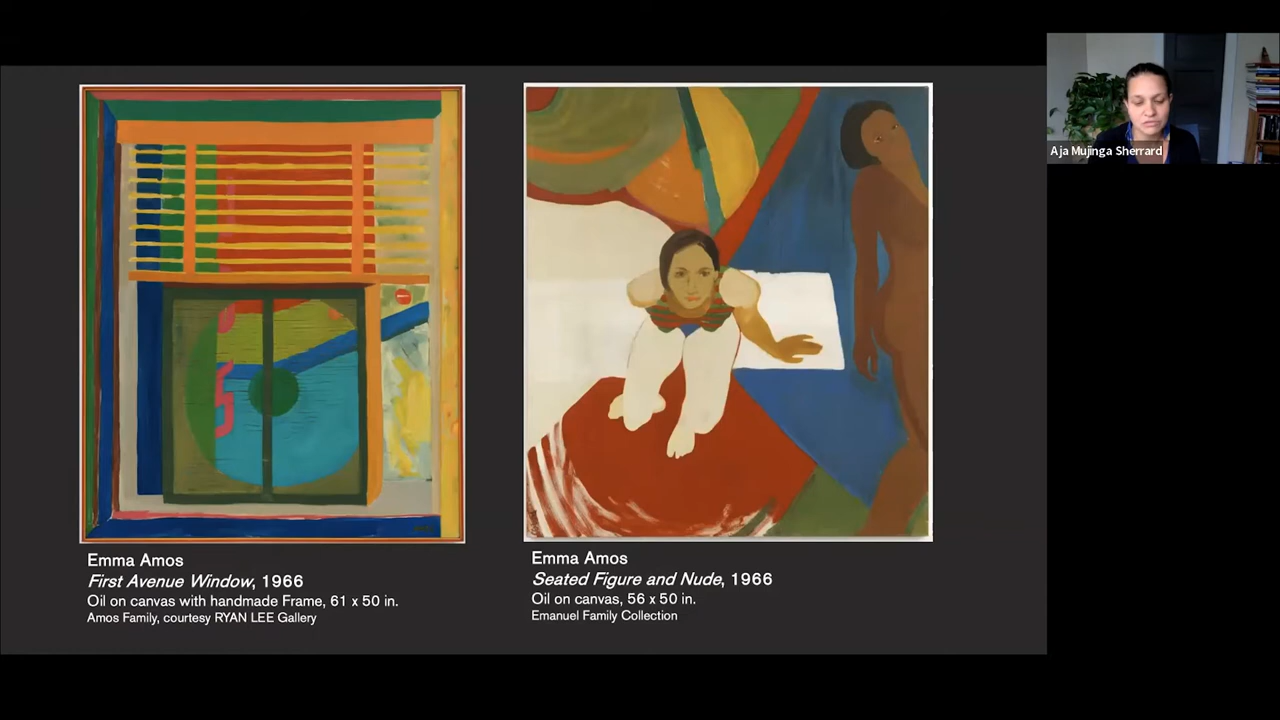 Aja Mujinga Sherrard
Emma Amos
First Avenue Window, 1966
Oil on canvas with handmade Frame, 61 x 50 in.
Amos Family, courtesy RYAN LEE Gallery
Emma Amos
Seated Figure and Nude, 1966
Oil on canvas, 56 x 50 in.
Emanuel Family Collection